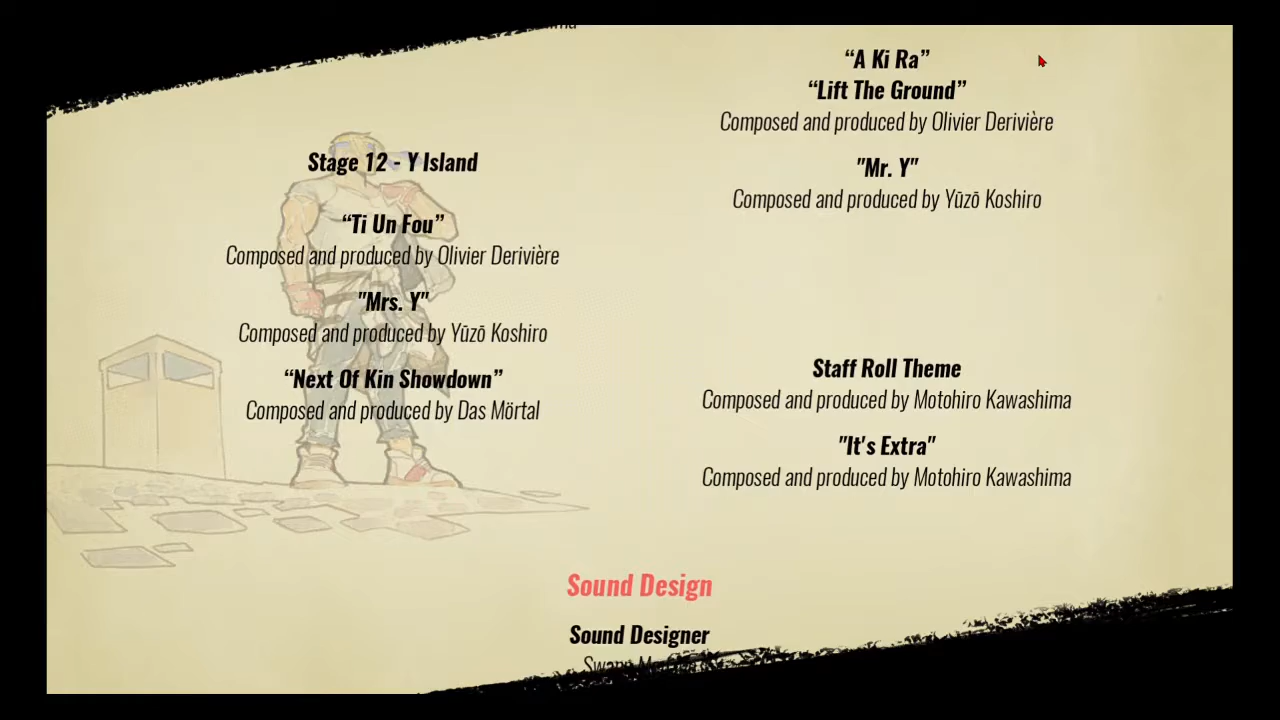 Stage 12 - Y Island
“Ti Un Fou”
Composed and produced by Olivier Derivière
"Mrs. Y"
Composed and produced by Yūzō Koshiro
“Next Of Kin Showdown”
Composed and produced by Das Mörtal
“A Ki Ra”
“Lift The Ground”
Composed and produced by Olivier Derivière
"Mr. Y"
Composed and produced by Yūzō Koshiro
Staff Roll Theme
Composed and produced by Motohiro Kawashima
"It's Extra"
Composed and produced by Motohiro Kawashima
Sound Design
Sound Designer